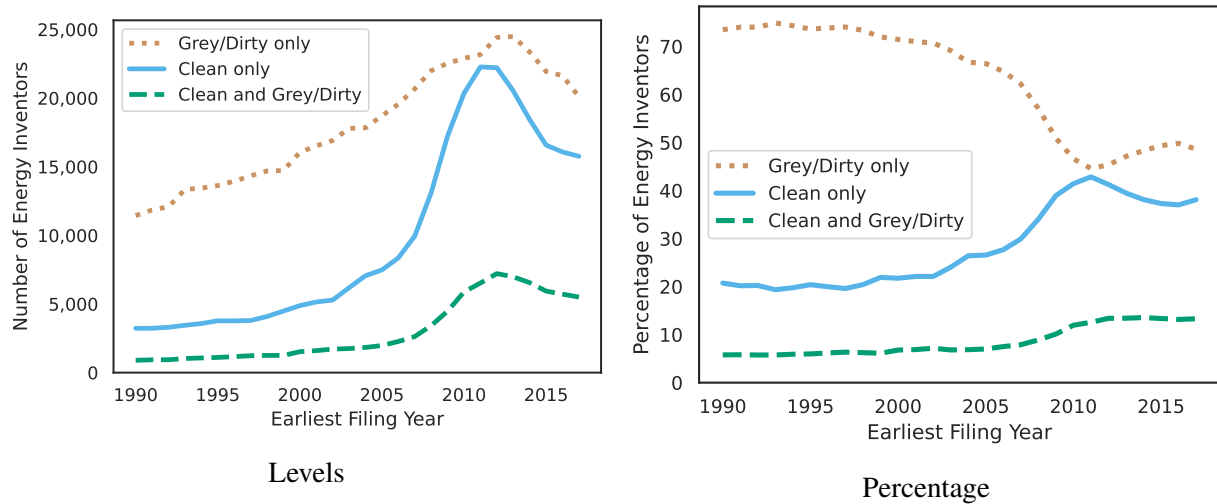 Number of Energy Inventors
25,000
20,000
15,000
10,000
5,000
0
Grey/Dirty only
Clean only
Clean and Grey/Dirty
1990 1995 2000 2005 2010 2015
Earliest Filing Year
Levels
Percentage of Energy Inventors
70
60
50
40
30
20
10
0
Grey/Dirty only
Clean only
Clean and Grey/Dirty
1990 1995 2000 2005 2010 2015
Earliest Filing Year
Percentage